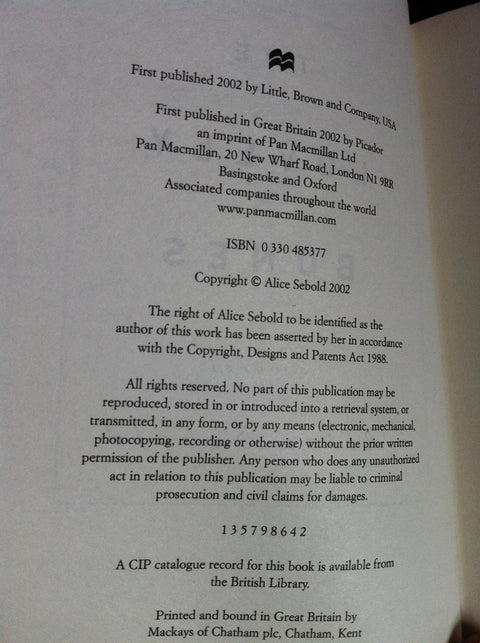 First published 2002 by Little, Brown and Company, USA
First published in Great Britain 2002 by Picador
an imprint of Pan Macmillan Ltd
Pan Macmillan, 20 New Wharf Road, London N1 9RR
Basingstoke and Oxford
Associated companies throughout the world
www.panmacmillan.com
ISBN 0 330 485377
Copyright © Alice Sebold 2002
The right of Alice Sebold to be identified as the
author of this work has been asserted by her in accordance
with the Copyright, Designs and Patents Act 1988.
All rights reserved. No part of this publication may be
reproduced, stored in or introduced into a retrieval system, or
transmitted, in any form, or by any means (electronic, mechanical,
photocopying, recording or otherwise) without the prior written
permission of the publisher. Any person who does any unauthorized
act in relation to this publication may be liable to criminal
prosecution and civil claims for damages.
1 3 5 7 9 8 6 4 2
A CIP catalogue record for this book is available from
the British Library.
Printed and bound in Great Britain by
Mackays of Chatham plc, Chatham, Kent